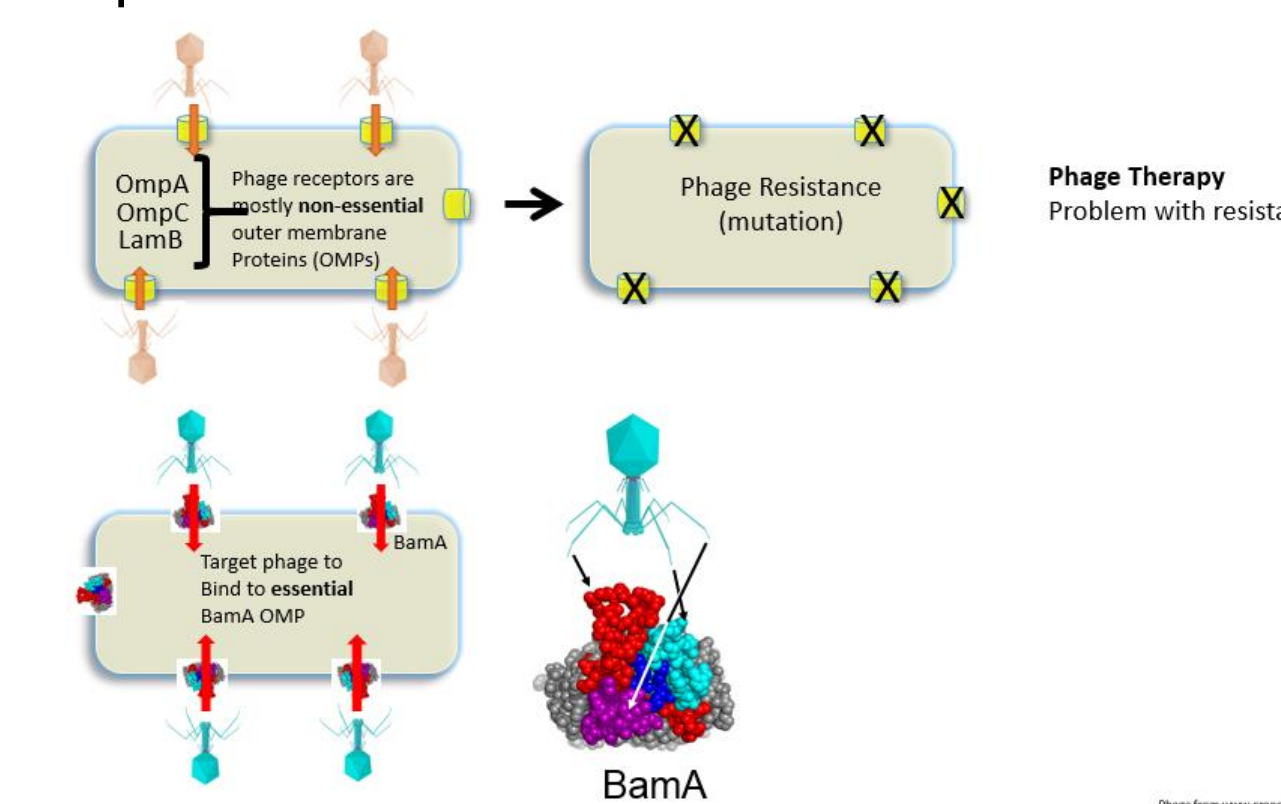 OmpA
OmpC
LamB
Phage receptors are
mostly non-essential
outer membrane
Proteins (OMPs)
Phage Resistance
(mutation)
X
X
X
X
X
Phage Therapy
Problem with
BamA
Target phage to
Bind to essential
BamA OMP
BamA